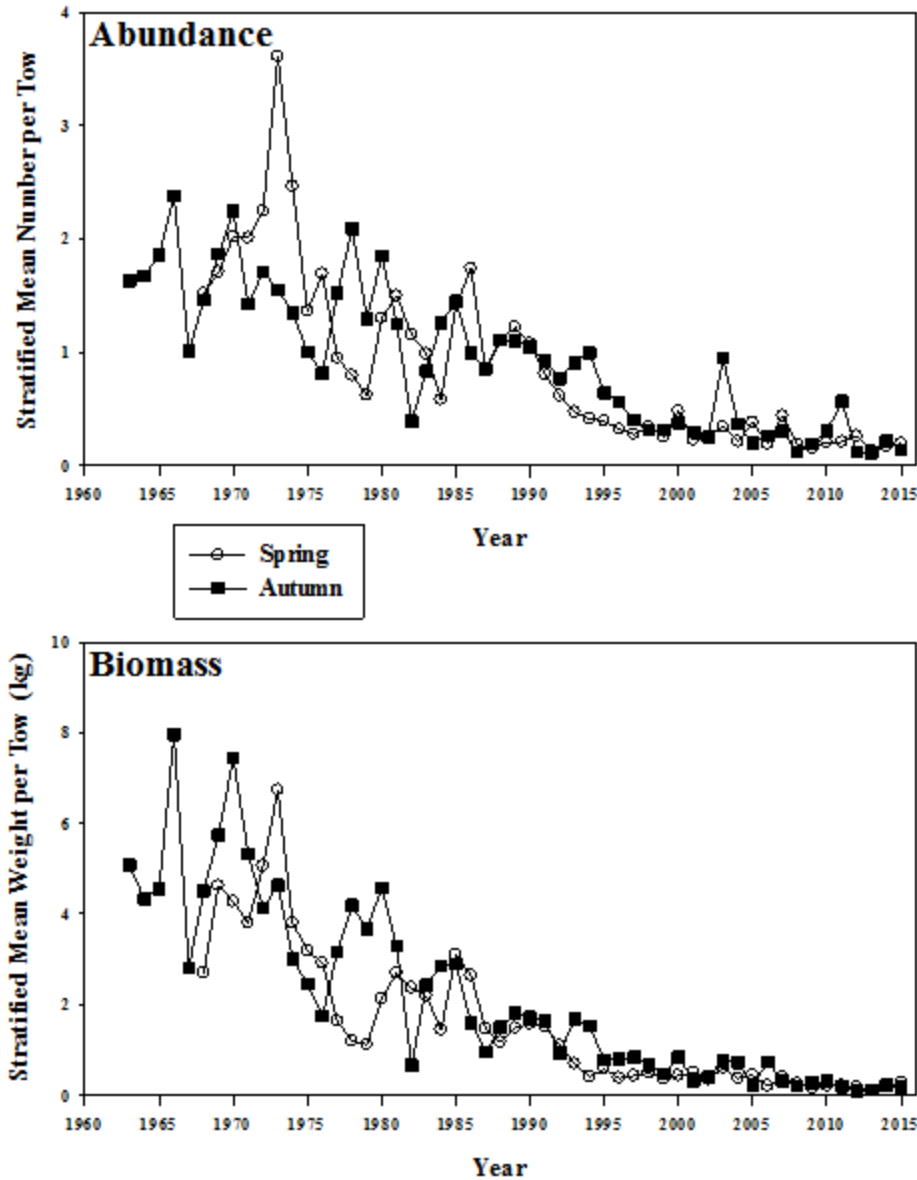 Abundance
Stratified Mean Number per Tow
4
3
2
1
0
1960 1965 1970 1975 1980 1985 1990 1995 2000 2005 2010 2015
Year
Spring
Autumn
Biomass
Stratified Mean Weight per Tow (kg)
10
8
6
4
2
0
1960 1965 1970 1975 1980 1985 1990 1995 2000 2005 2010 2015
Year